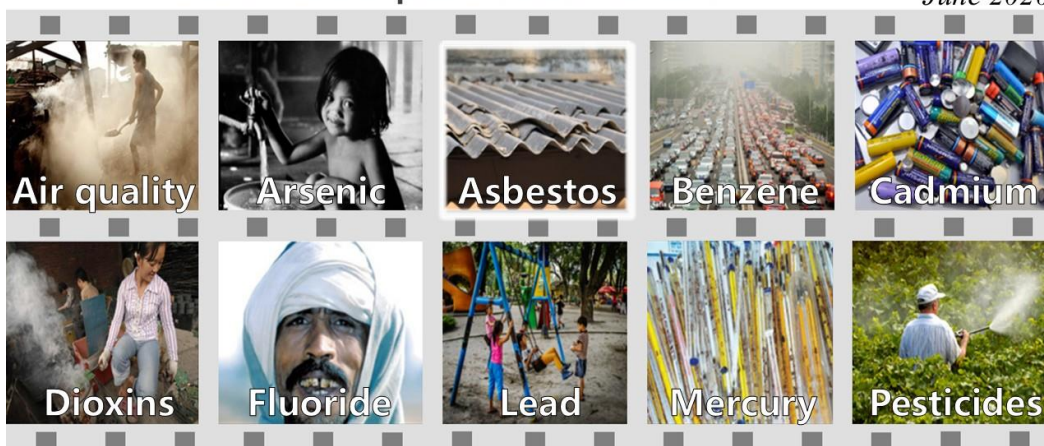 June 2020
Air quality
Arsenic
Asbestos
Benzene
Cadmium
Dioxins
Fluoride
Lead
Mercury
Pesticides